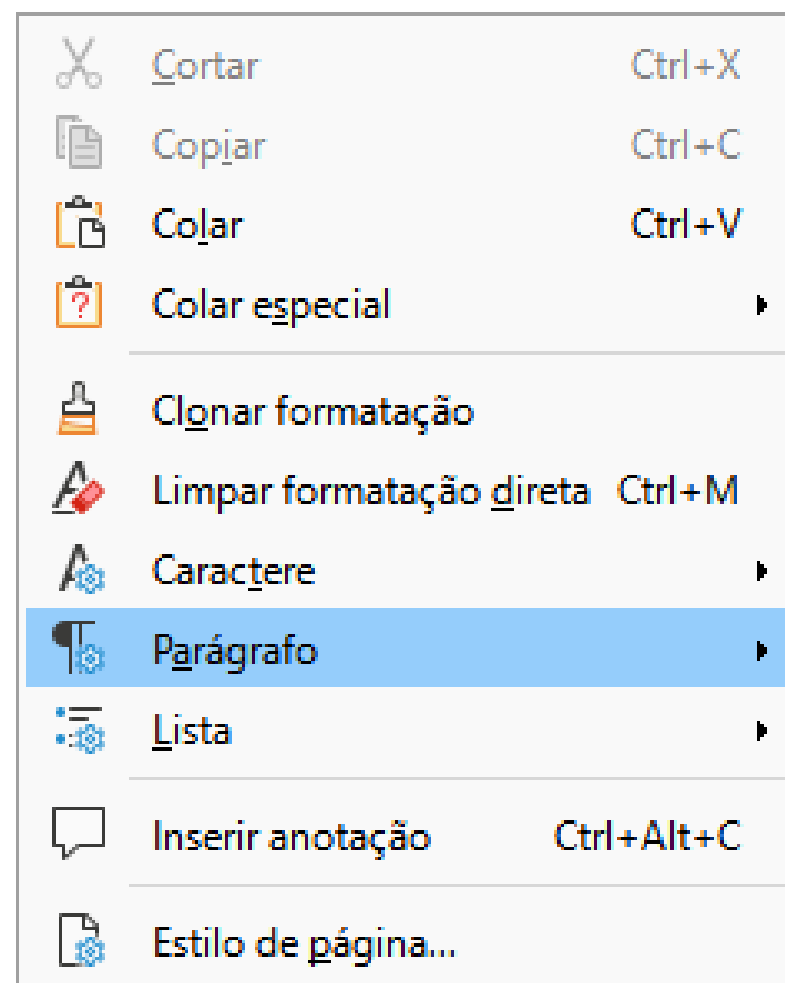 Cortar Ctrl+X
Copiar Ctrl+C
Colar Ctrl+V
Colar especial
Clonar formatação
Limpar formatação direta Ctrl+M
Caractere
Parágrafo
Lista
Inserir anotação Ctrl+Alt+C
Estilo de página...